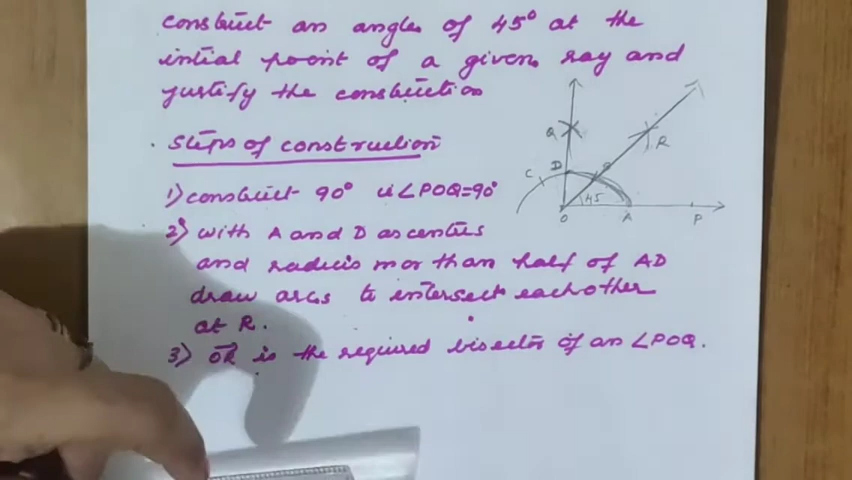 construct an angle of 45° at the
initial point of a given ray and
justify the construction
Steps of construction
1) construct 90° ie ∠POQ=90°
2) with A and D as centres
and radius mor than half of AD
draw arcs to intersect each other
at R.
3) OR is the required bisector of an ∠POQ.
Q
R
D
C
B
45
O
A
P